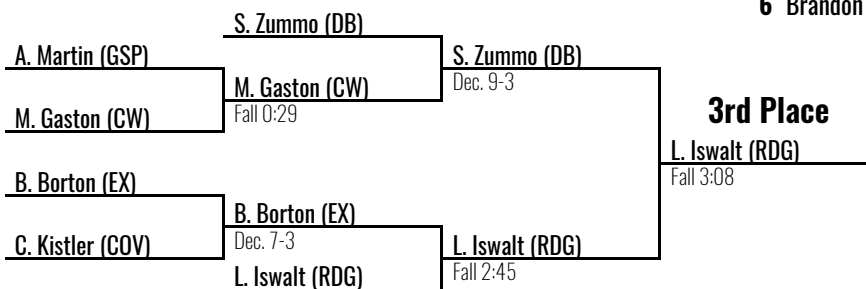 6 Brandon
S. Zummo (DB)
A. Martin (GSP)
S. Zummo (DB)
M. Gaston (CW)
Dec. 9-3
Fall 0:29
M. Gaston (CW)
3rd Place
L. Iswalt (RDG)
Fall 3:08
B. Borton (EX)
B. Borton (EX)
Dec. 7-3
C. Kistler (COV)
L. Iswalt (RDG)
Fall 2:45
L. Iswalt (RDG)